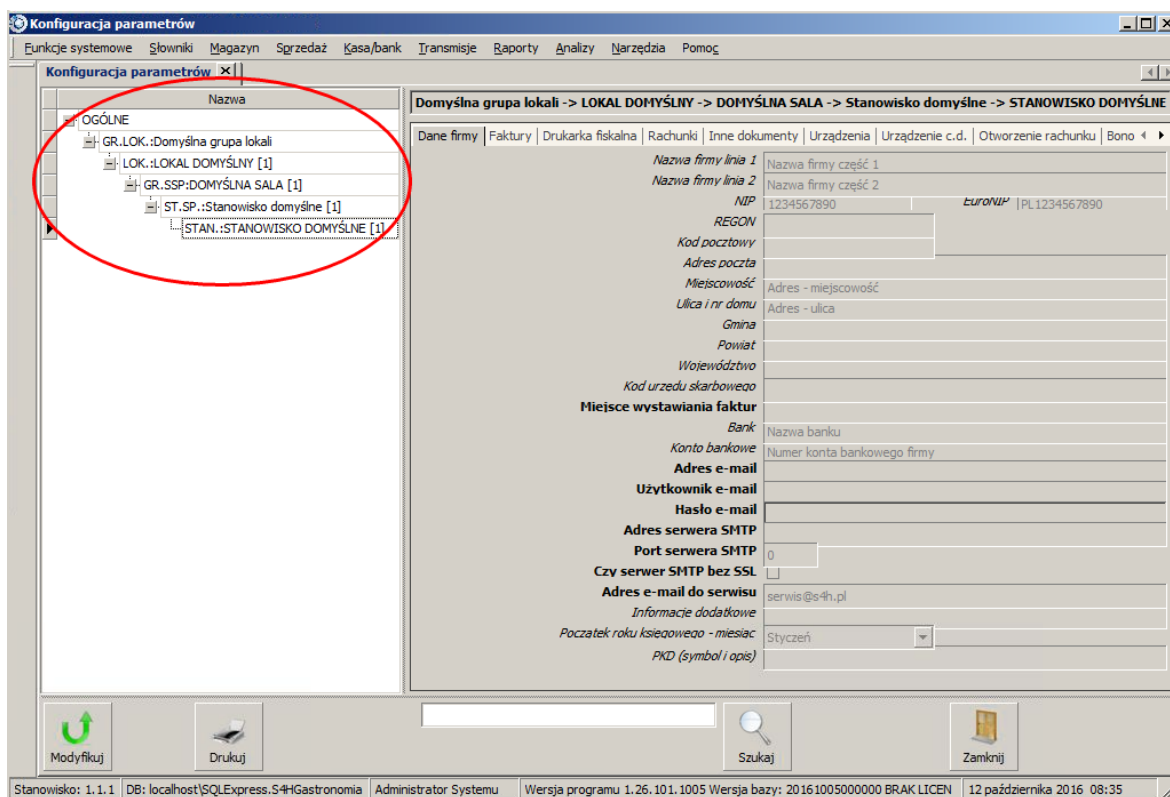 Konfiguracja parametrów
Funkcje systemowe Słowniki Magazyn Sprzedaż Kasa/bank Transmisje Raporty Analizy Narzędzia Pomoc
Konfiguracja parametrów
Nazwa
OGÓLNE
GR.LOK.:Domyślna grupa lokali
LOK.:LOKAL DOMYŚLNY [1]
GR.SSP:DOMYŚLNA SALA [1]
ST.SP.:Stanowisko domyślne [1]
STAN.:STANOWISKO DOMYŚLNE [1]
Domyślna grupa lokali -> LOKAL DOMYŚLNY -> DOMYŚLNA SALA -> Stanowisko domyślne -> STANOWISKO DOMYŚLNE
Dane firmy Faktury Drukarka fiskalna Rachunki Inne dokumenty Urządzenia Urządzenie c.d. Otworzenie rachunku Bono
Nazwa firmy linia 1 Nazwa firmy część 1
Nazwa firmy linia 2 Nazwa firmy część 2
NIP 1234567890 EuroNIP PL1234567890
REGON
Kod pocztowy
Adres poczta
Miejscowość Adres - miejscowość
Ulica i nr domu Adres - ulica
Gmina
Powiat
Województwo
Kod urzędu skarbowego
Miejsce wystawiania faktur
Bank Nazwa banku
Konto bankowe Numer konta bankowego firmy
Adres e-mail
Użytkownik e-mail
Hasło e-mail
Adres serwera SMTP
Port serwera SMTP 0
Czy serwer SMTP bez SSL
Adres e-mail do serwisu serwis@s4h.pl
Informacje dodatkowe
Początek roku księgowego - miesiąc Styczeń
PKD (symbol i opis)
Modyfikuj Drukuj Szukaj Zamknij
Stanowisko: 1.1.1 DB: localhost\SQLExpress.S4HGastronomia Administrator Systemu Wersja programu 1.26.101.1005 Wersja bazy: 20161005000000 BRAK LICEN 12 października 2016 08:35